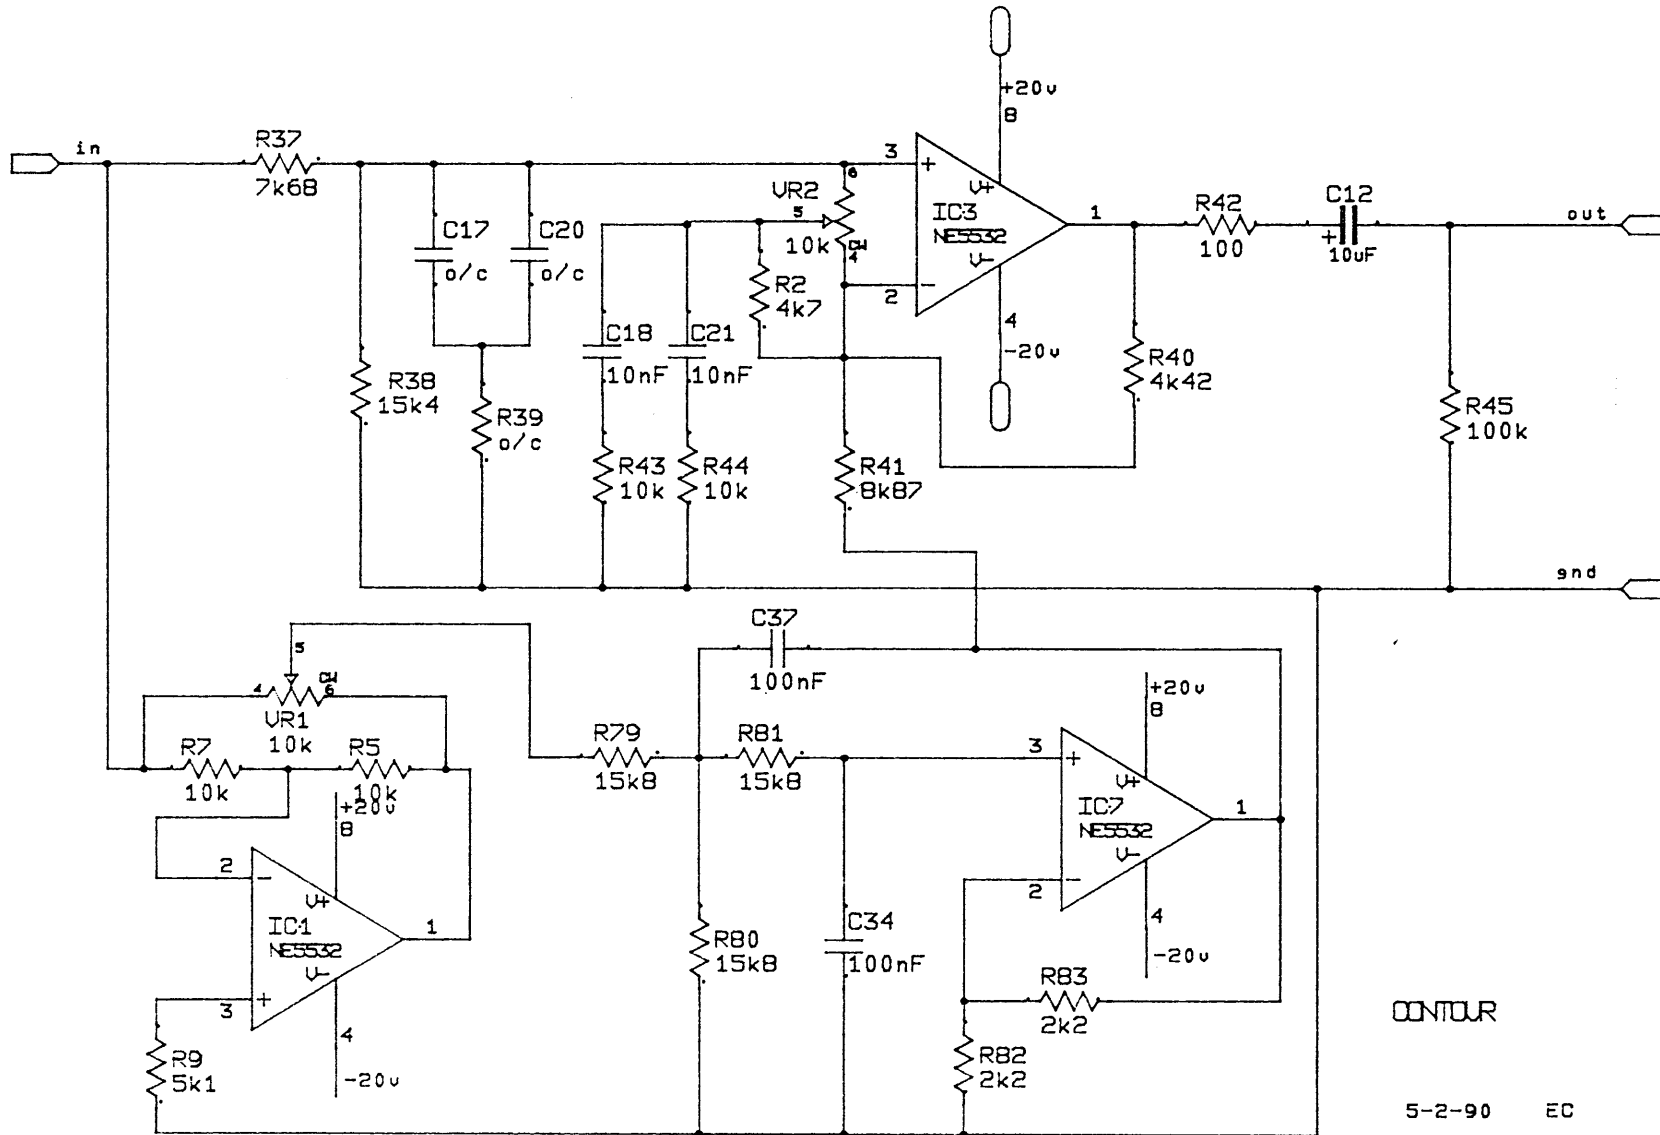 +20v
8
in
R37
7k68
3
+
6
VR2
5
10k
CW
4
V+
IC3
NE5532
V-
1
R42
100
C12
+
10uF
out
C17
o/c
C20
o/c
2
-
R2
4k7
4
-20v
C18
10nF
C21
10nF
R40
4k42
R38
15k4
R39
o/c
R45
100k
R43
10k
R44
10k
R41
8k87
gnd
C37
100nF
5
4
CW
6
VR1
10k
+20v
8
R7
10k
R5
10k
R79
15k8
R81
15k8
3
+
V+
IC7
NE5532
V-
1
+20v
8
2
-
V+
IC1
NE5532
V-
1
2
-
4
-20v
R80
15k8
C34
100nF
3
+
4
-20v
R83
2k2
R9
5k1
R82
2k2
CONTOUR
5-2-90 EC